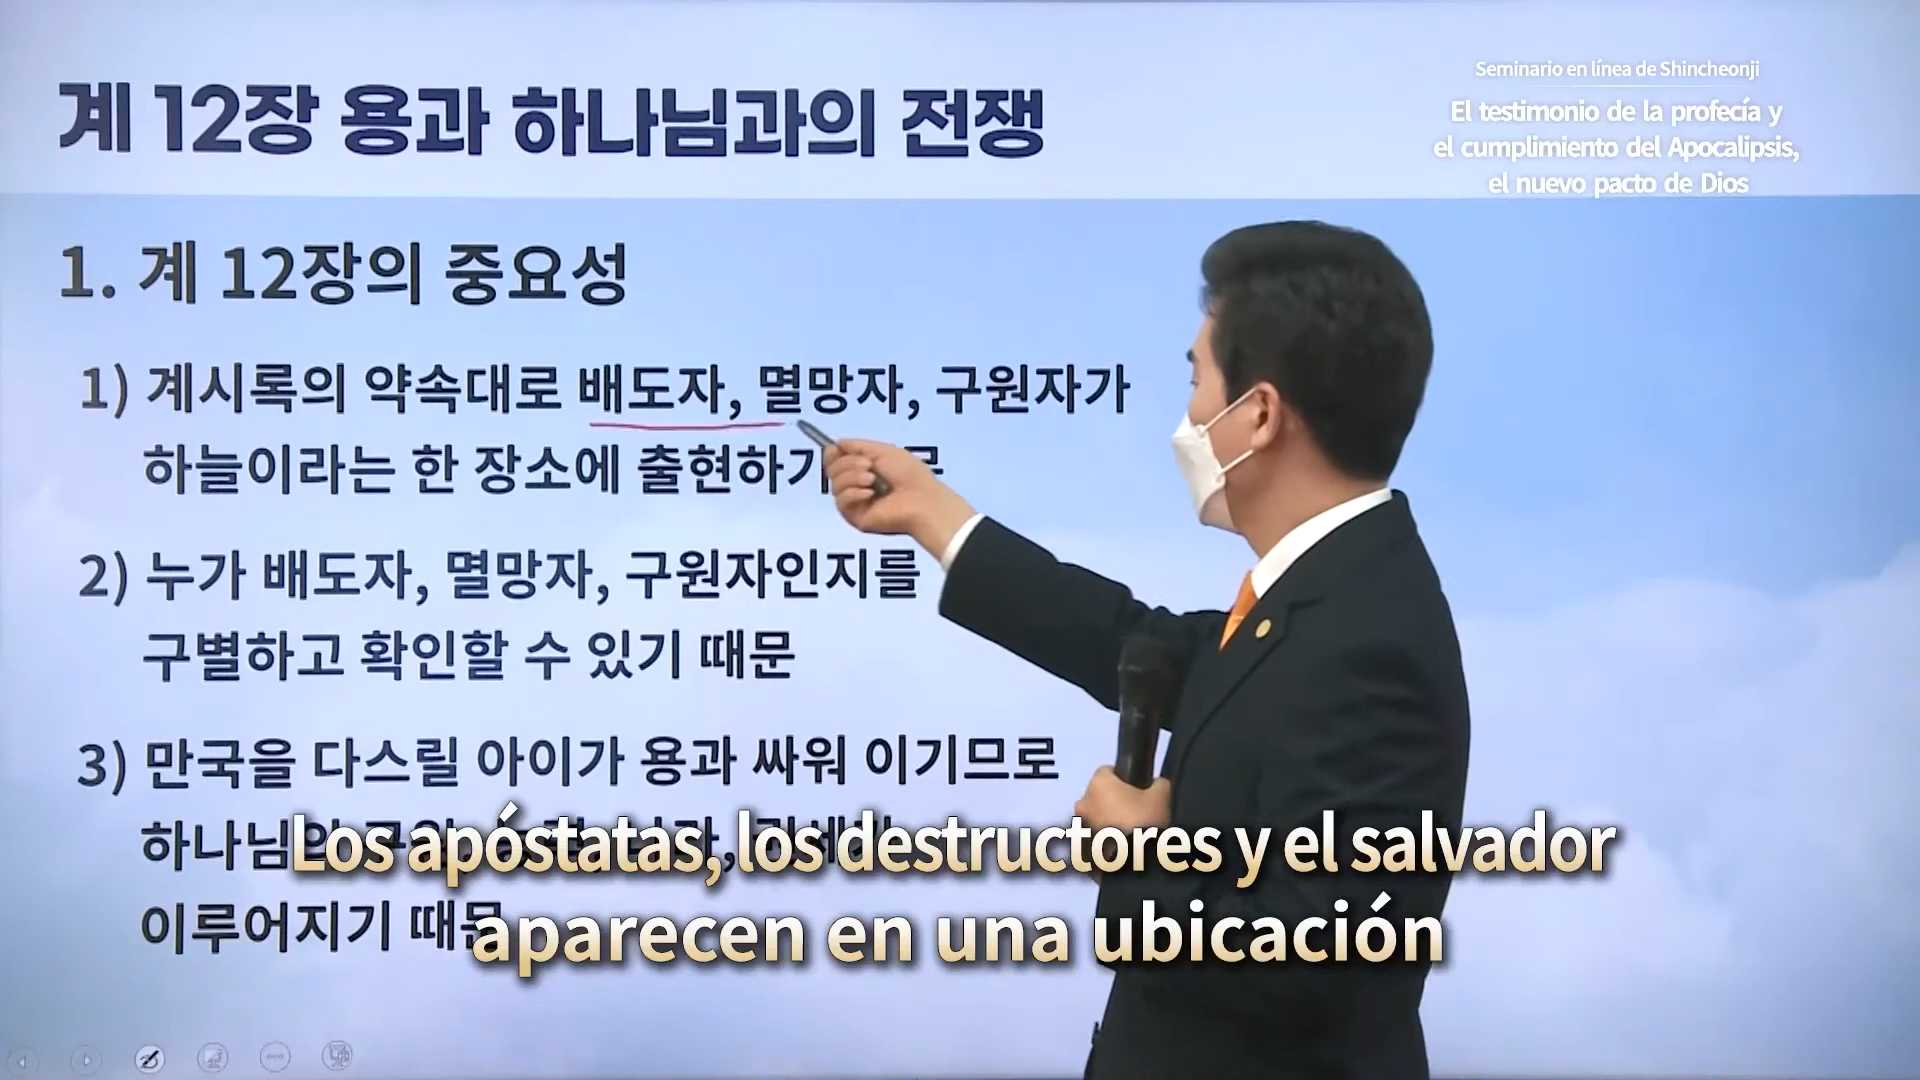 계 12장 용과 하나님과의 전쟁
Seminario en línea de Shincheonji
El testimonio de la profecía y
el cumplimiento del Apocalipsis,
el nuevo pacto de Dios
1. 계 12장의 중요성
1) 계시록의 약속대로 배도자, 멸망자, 구원자가
하늘이라는 한 장소에 출현하기
2) 누가 배도자, 멸망자, 구원자인지를
구별하고 확인할 수 있기 때문
3) 만국을 다스릴 아이가 용과 싸워 이기므로
하나님의
이루어지기 때문
Los apóstatas, los destructores y el salvador
aparecen en una ubicación